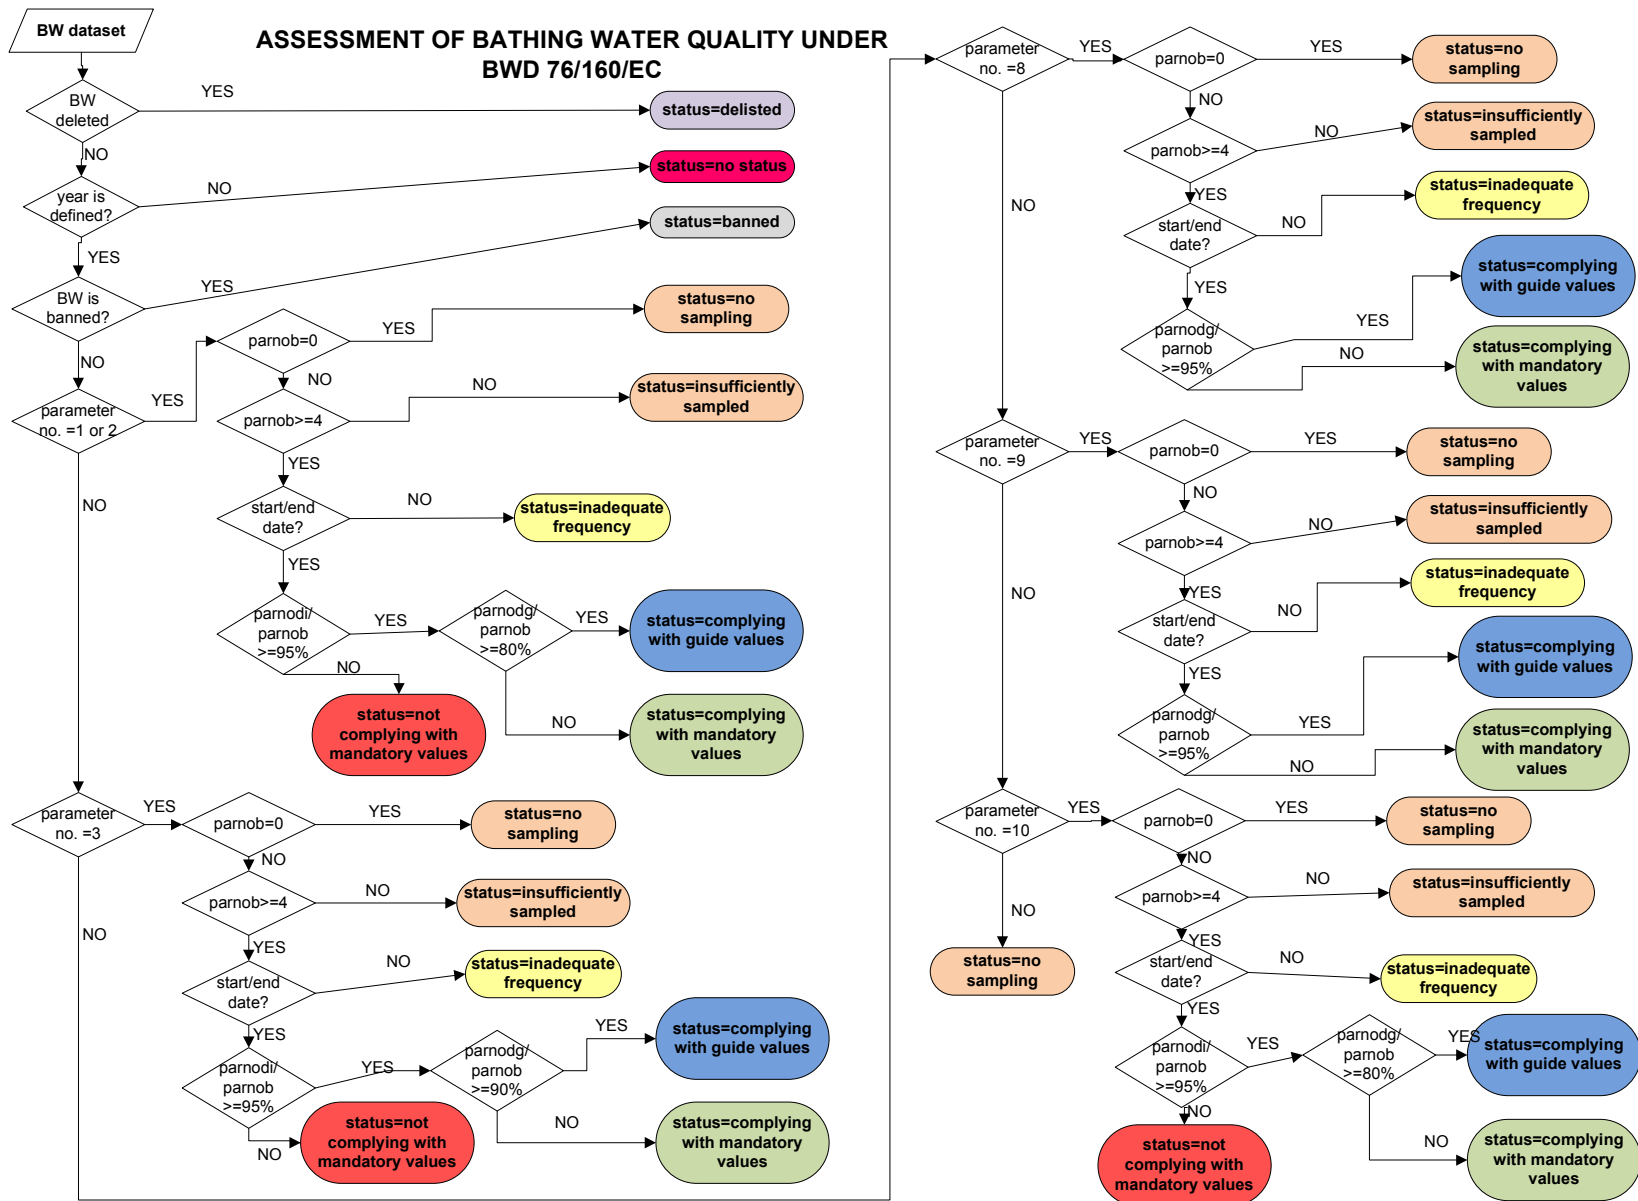 BW dataset
ASSESSMENT OF BATHING WATER QUALITY UNDER
BWD 76/160/EC
BW
deleted
YES
status=delisted
NO
year is
defined?
NO
status=no status
YES
BW is
banned?
YES
status=banned
NO
parameter
no. =1 or 2
YES
parnob=0
YES
status=no
sampling
NO
parnob>=4
NO
status=insufficiently
sampled
YES
start/end
date?
NO
status=inadequate
frequency
YES
parnodi/
parnob
>=95%
YES
parnodg/
parnob
>=80%
YES
status=complying
with guide values
NO
status=not
complying with
mandatory values
NO
status=complying
with mandatory
values
NO
parameter
no. =3
YES
parnob=0
YES
status=no
sampling
NO
parnob>=4
NO
status=insufficiently
sampled
YES
start/end
date?
NO
status=inadequate
frequency
YES
parnodi/
parnob
>=95%
YES
parnodg/
parnob
>=90%
YES
status=complying
with guide values
NO
status=not
complying with
mandatory values
NO
status=complying
with mandatory
values
NO
parameter
no. =8
YES
parnob=0
YES
status=no
sampling
NO
parnob>=4
NO
status=insufficiently
sampled
YES
start/end
date?
NO
status=inadequate
frequency
YES
parnodg/
parnob
>=95%
YES
status=complying
with guide values
NO
status=complying
with mandatory
values
NO
parameter
no. =9
YES
parnob=0
YES
status=no
sampling
NO
parnob>=4
NO
status=insufficiently
sampled
YES
start/end
date?
NO
status=inadequate
frequency
YES
parnodg/
parnob
>=95%
YES
status=complying
with guide values
NO
status=complying
with mandatory
values
NO
parameter
no. =10
YES
parnob=0
YES
status=no
sampling
NO
parnob>=4
NO
status=insufficiently
sampled
NO
status=no
sampling
YES
start/end
date?
NO
status=inadequate
frequency
YES
parnodi/
parnob
>=95%
YES
parnodg/
parnob
>=80%
YES
status=complying
with guide values
NO
status=not
complying with
mandatory values
NO
status=complying
with mandatory
values